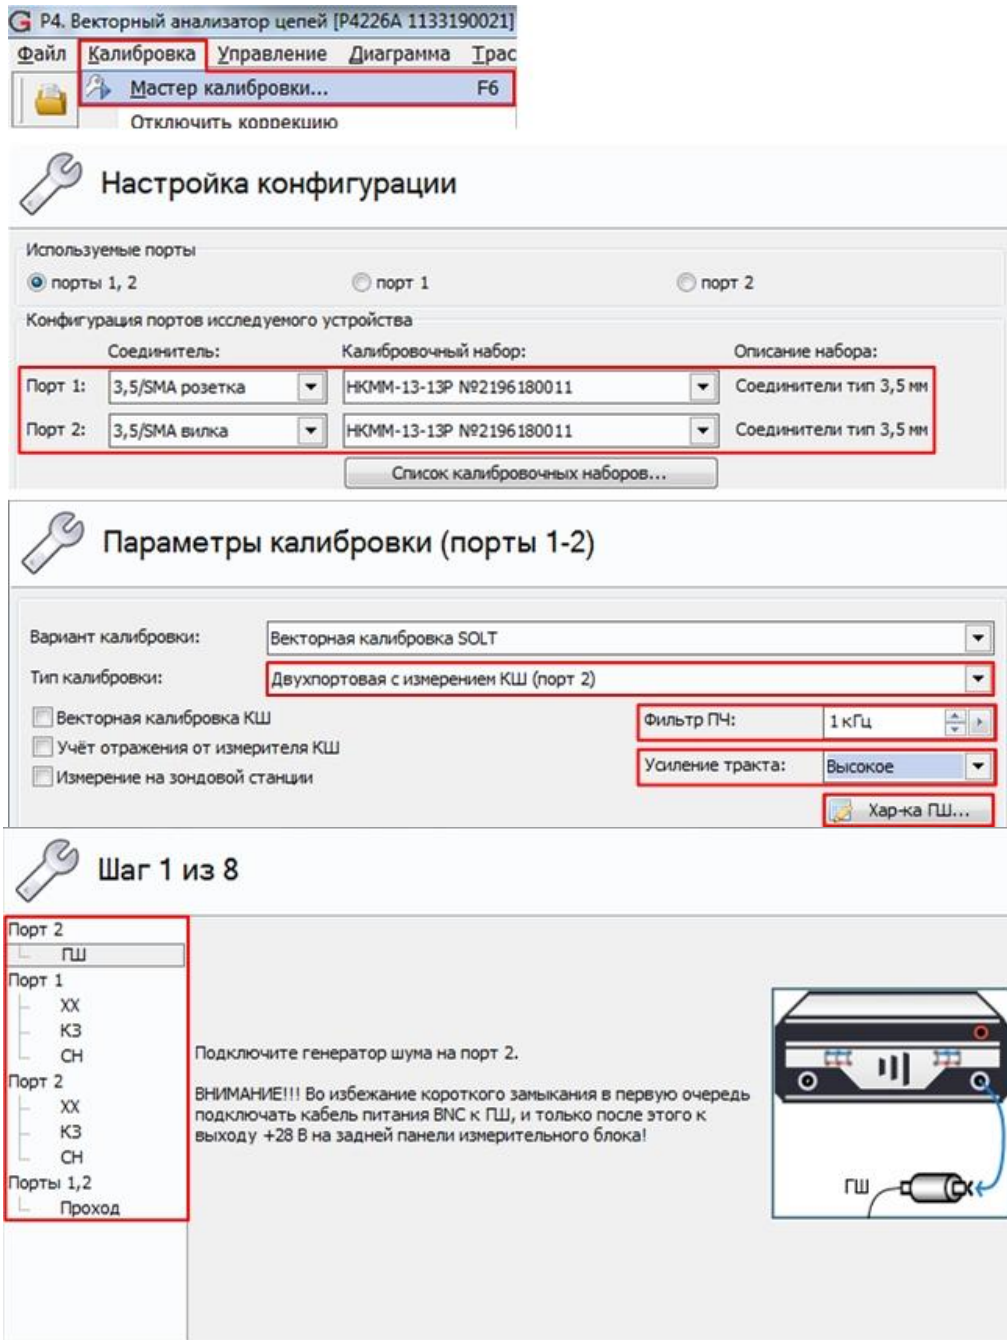 Р4. Векторный анализатор цепей [Р4226А 1133190021]
Файл Калибровка Управление Диаграмма Трас
Мастер калибровки... F6
Отключить коррекцию
Настройка конфигурации
Используемые порты
порты 1, 2 порт 1 порт 2
Конфигурация портов исследуемого устройства
Соединитель: Калибровочный набор: Описание набора:
Порт 1: 3,5/SMA розетка НКММ-13-13Р №2196180011 Соединители тип 3,5 мм
Порт 2: 3,5/SMA вилка НКММ-13-13Р №2196180011 Соединители тип 3,5 мм
Список калибровочных наборов...
Параметры калибровки (порты 1-2)
Вариант калибровки: Векторная калибровка SOLT
Тип калибровки: Двухпортовая с измерением КШ (порт 2)
Векторная калибровка КШ Фильтр ПЧ: 1 кГц
Учёт отражения от измерителя КШ
Усиление тракта: Высокое
Измерение на зондовой станции
Хар-ка ГШ...
Шаг 1 из 8
Порт 2
ГШ
Порт 1
ХХ
КЗ
СН
Порт 2
ХХ
КЗ
СН
Порты 1,2
Проход
Подключите генератор шума на порт 2.
ВНИМАНИЕ!!! Во избежание короткого замыкания в первую очередь
подключать кабель питания BNC к ГШ, и только после этого к
выходу +28 В на задней панели измерительного блока!
ГШ